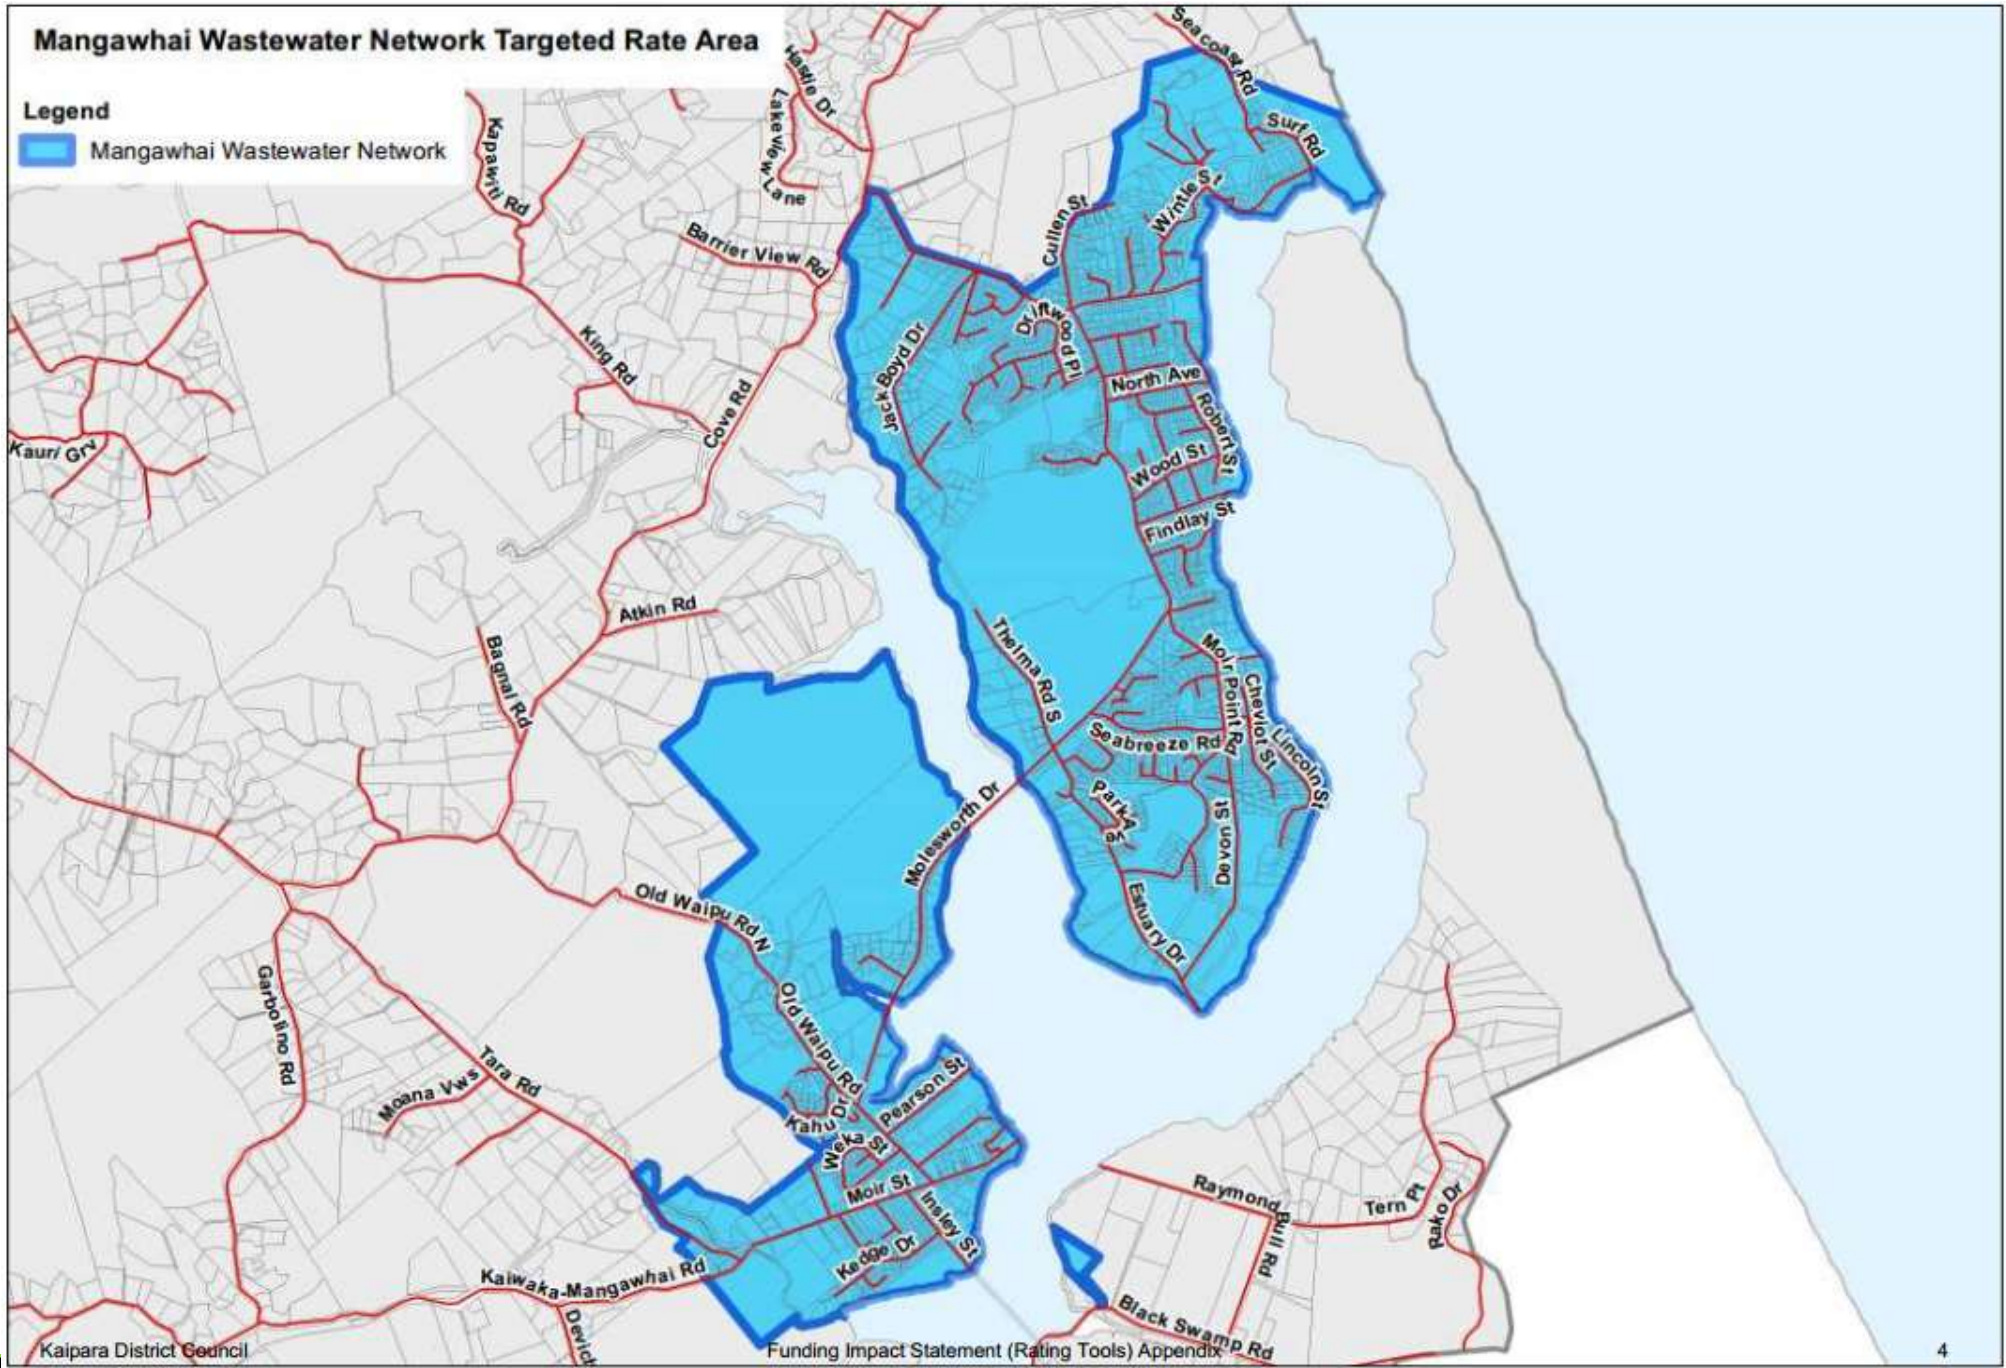 Mangawhai Wastewater Network Targeted Rate Area
Legend
Mangawhai Wastewater Network
Seacoast Rd
Hastie Dr
Lakeview Lane
Kapawiti Rd
Surf Rd
Wintle St
Cullen St
Barrier View Rd
Driftwood Pl
King Rd
Jack Boyd Dr
North Ave
Cove Rd
Robert St
Kauri Grv
Wood St
Findlay St
Atkin Rd
Bagnal Rd
Thelma Rd S
Moir Point Rd
Cheviot St
Seabreeze Rd
Lincoln St
Park Ave
Molesworth Dr
Devon St
Old Waipu Rd N
Estuary Dr
Garbolino Rd
Old Waipu Rd
Tara Rd
Moana Vws
Pearson St
Kahu Dr
Weka St
Moir St
Insley St
Raymond Bull Rd
Tern Pt
Rako Dr
Kedge Dr
Kaiwaka-Mangawhai Rd
Black Swamp Rd
Devich
Kaipara District Council
Funding Impact Statement (Rating Tools) Appendix
4